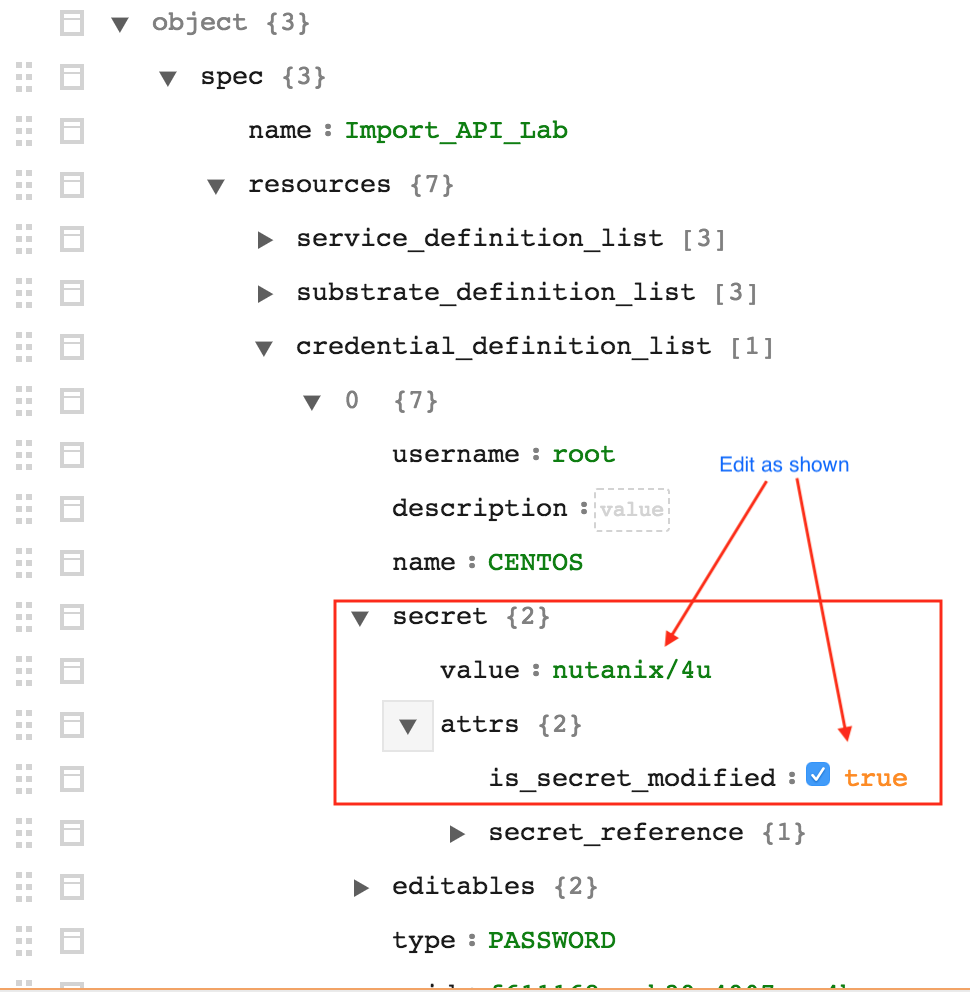 object {3}
spec {3}
name : Import_API_Lab
resources {7}
service_definition_list [3]
substrate_definition_list [3]
credential_definition_list [1]
0 {7}
username : root
Edit as shown
description : value
name : CENTOS
secret {2}
value : nutanix/4u
attrs {2}
is_secret_modified : true
secret_reference {1}
editables {2}
type : PASSWORD